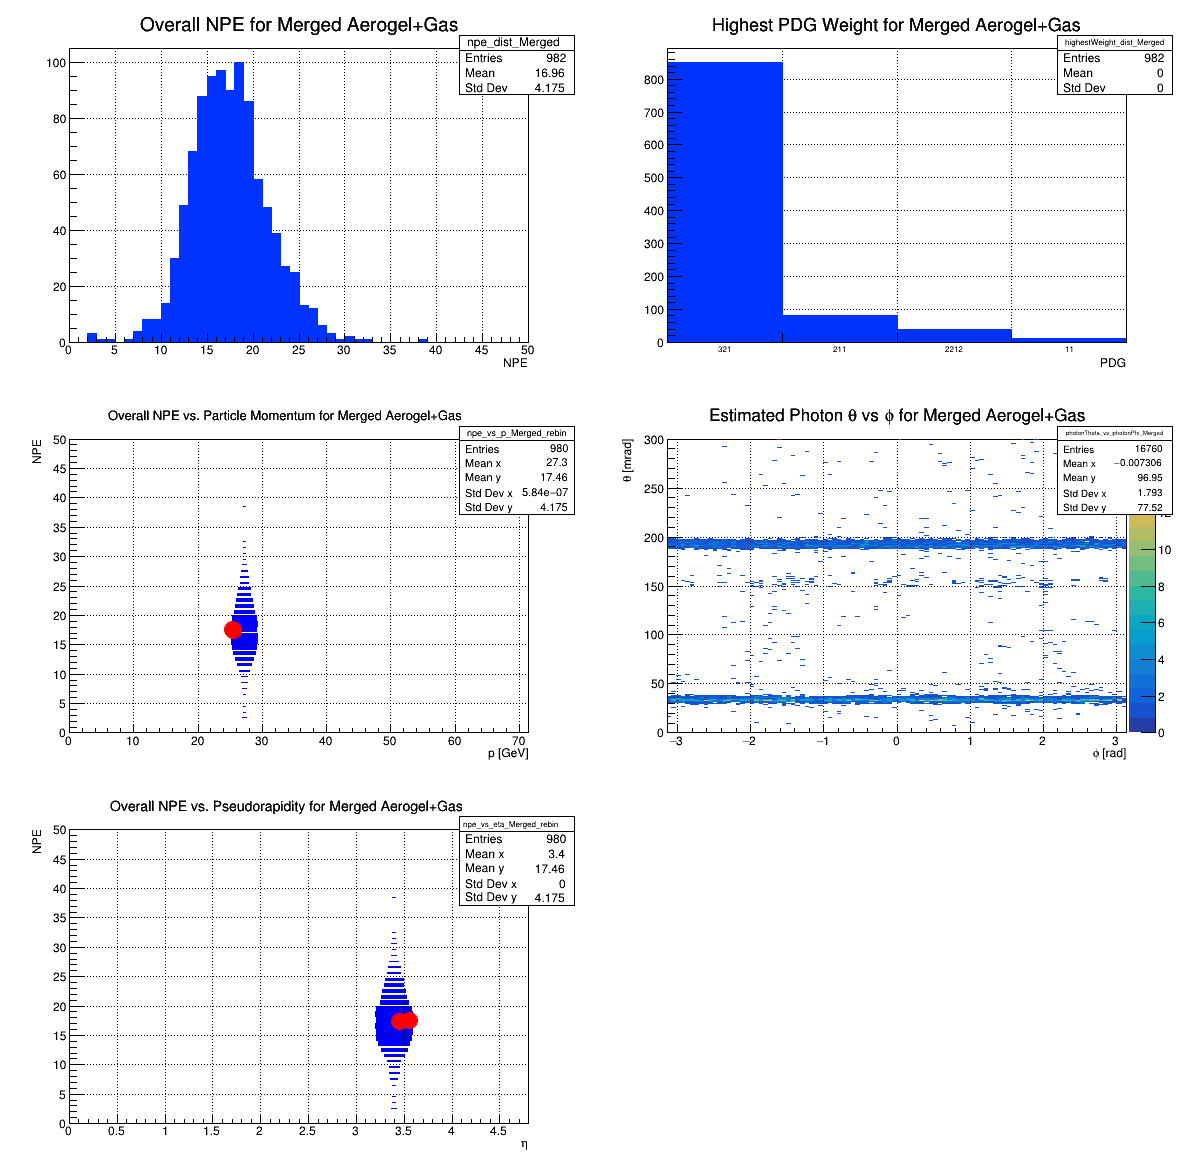 Overall NPE for Merged Aerogel+Gas
npe_dist_Merged
Entries 982
Mean 16.96
Std Dev 4.175
100
80
60
40
20
0
0 5 10 15 20 25 30 35 40 45 50
NPE
Highest PDG Weight for Merged Aerogel+Gas
highestWeight_dist_Merged
Entries 982
Mean 0
Std Dev 0
800
700
600
500
400
300
200
100
0
321 211 2212 11
PDG
Overall NPE vs. Particle Momentum for Merged Aerogel+Gas
npe_vs_p_Merged_rebin
Entries 980
Mean x 27.3
Mean y 17.46
Std Dev x 5.84e−07
Std Dev y 4.175
NPE
50
45
40
35
30
25
20
15
10
5
0
0 10 20 30 40 50 60 70
p [GeV]
Estimated Photon θ vs ϕ for Merged Aerogel+Gas
photonTheta_vs_photonPhi_Merged
Entries 16760
Mean x −0.007306
Mean y 96.95
Std Dev x 1.793
Std Dev y 77.52
θ [mrad]
300
250
200
150
100
50
0
−3 −2 −1 0 1 2 3
ϕ [rad]
12
10
8
6
4
2
0
Overall NPE vs. Pseudorapidity for Merged Aerogel+Gas
npe_vs_eta_Merged_rebin
Entries 980
Mean x 3.4
Mean y 17.46
Std Dev x 0
Std Dev y 4.175
NPE
50
45
40
35
30
25
20
15
10
5
0
0 0.5 1 1.5 2 2.5 3 3.5 4 4.5
η